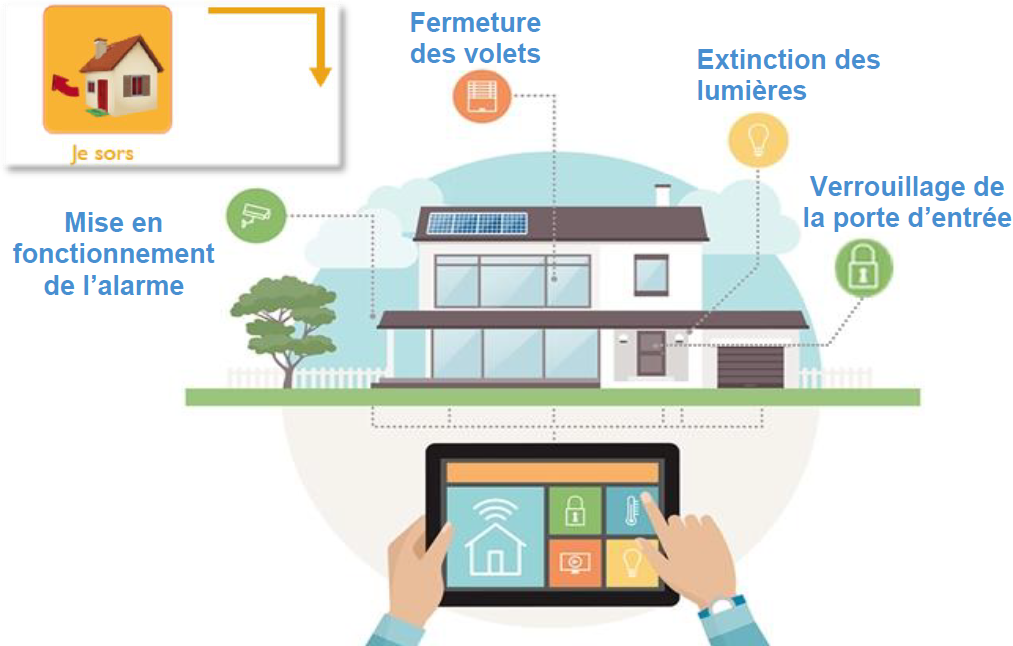 Je sors
Fermeture
des volets
Extinction des
lumières
Verrouillage de
la porte d’entrée
Mise en
fonctionnement
de l’alarme